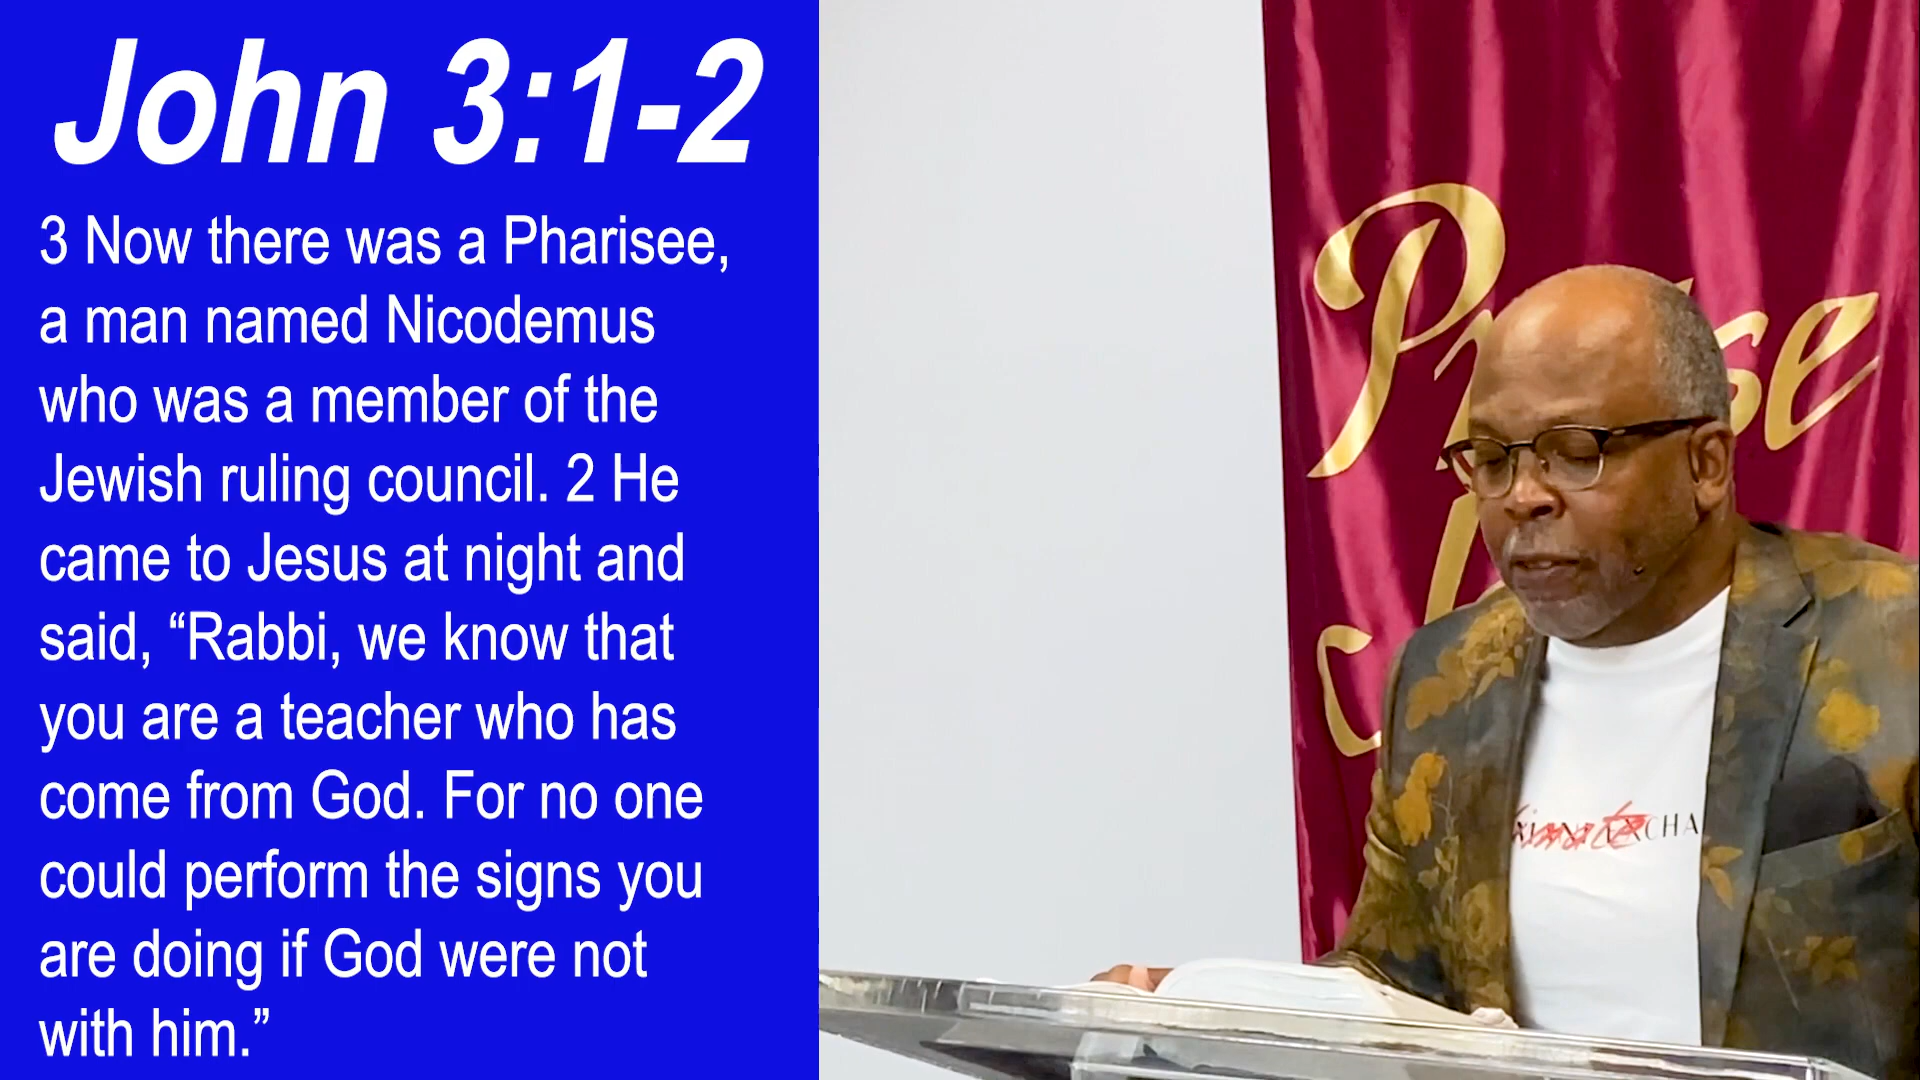 John 3:1-2
3 Now there was a Pharisee,
a man named Nicodemus
who was a member of the
Jewish ruling council. 2 He
came to Jesus at night and
said, “Rabbi, we know that
you are a teacher who has
come from God. For no one
could perform the signs you
are doing if God were not
with him.”